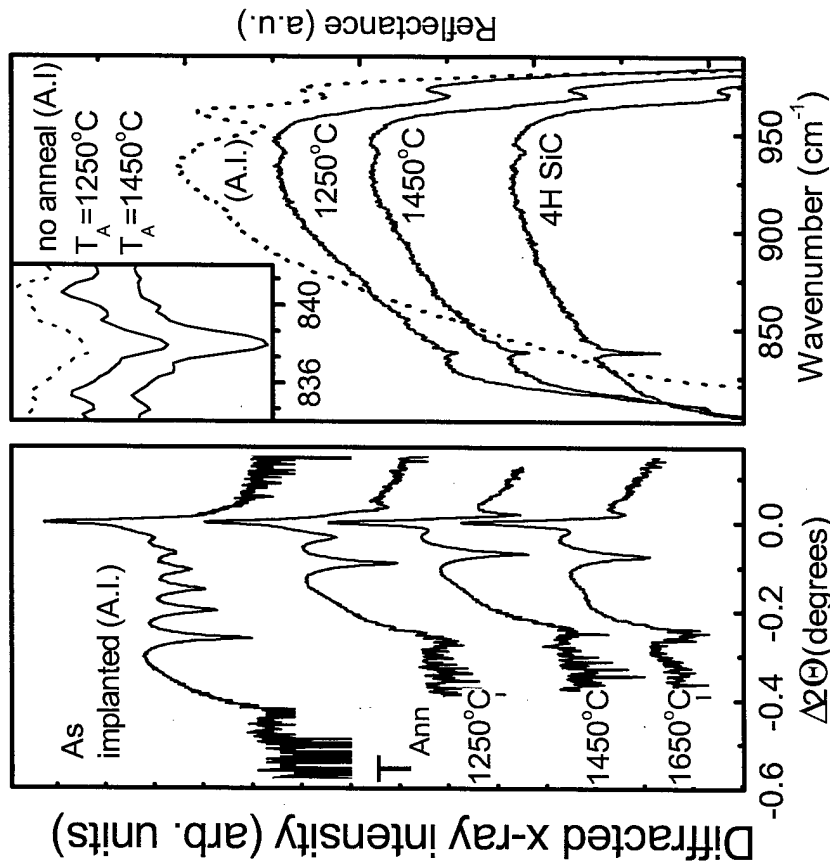 Diffracted x-ray intensity (arb. units)
As
implanted (A.I.)
T Ann
1250°C
1450°C
1650°C
-0.6 -0.4 -0.2 0.0
Δ2Θ (degrees)
no anneal (A.I)
T_A =1250°C
T_A =1450°C
836 840
(A.I.)
1250°C
1450°C
4H SiC
850 900 950
Wavenumber (cm⁻¹)
Reflectance (a.u.)